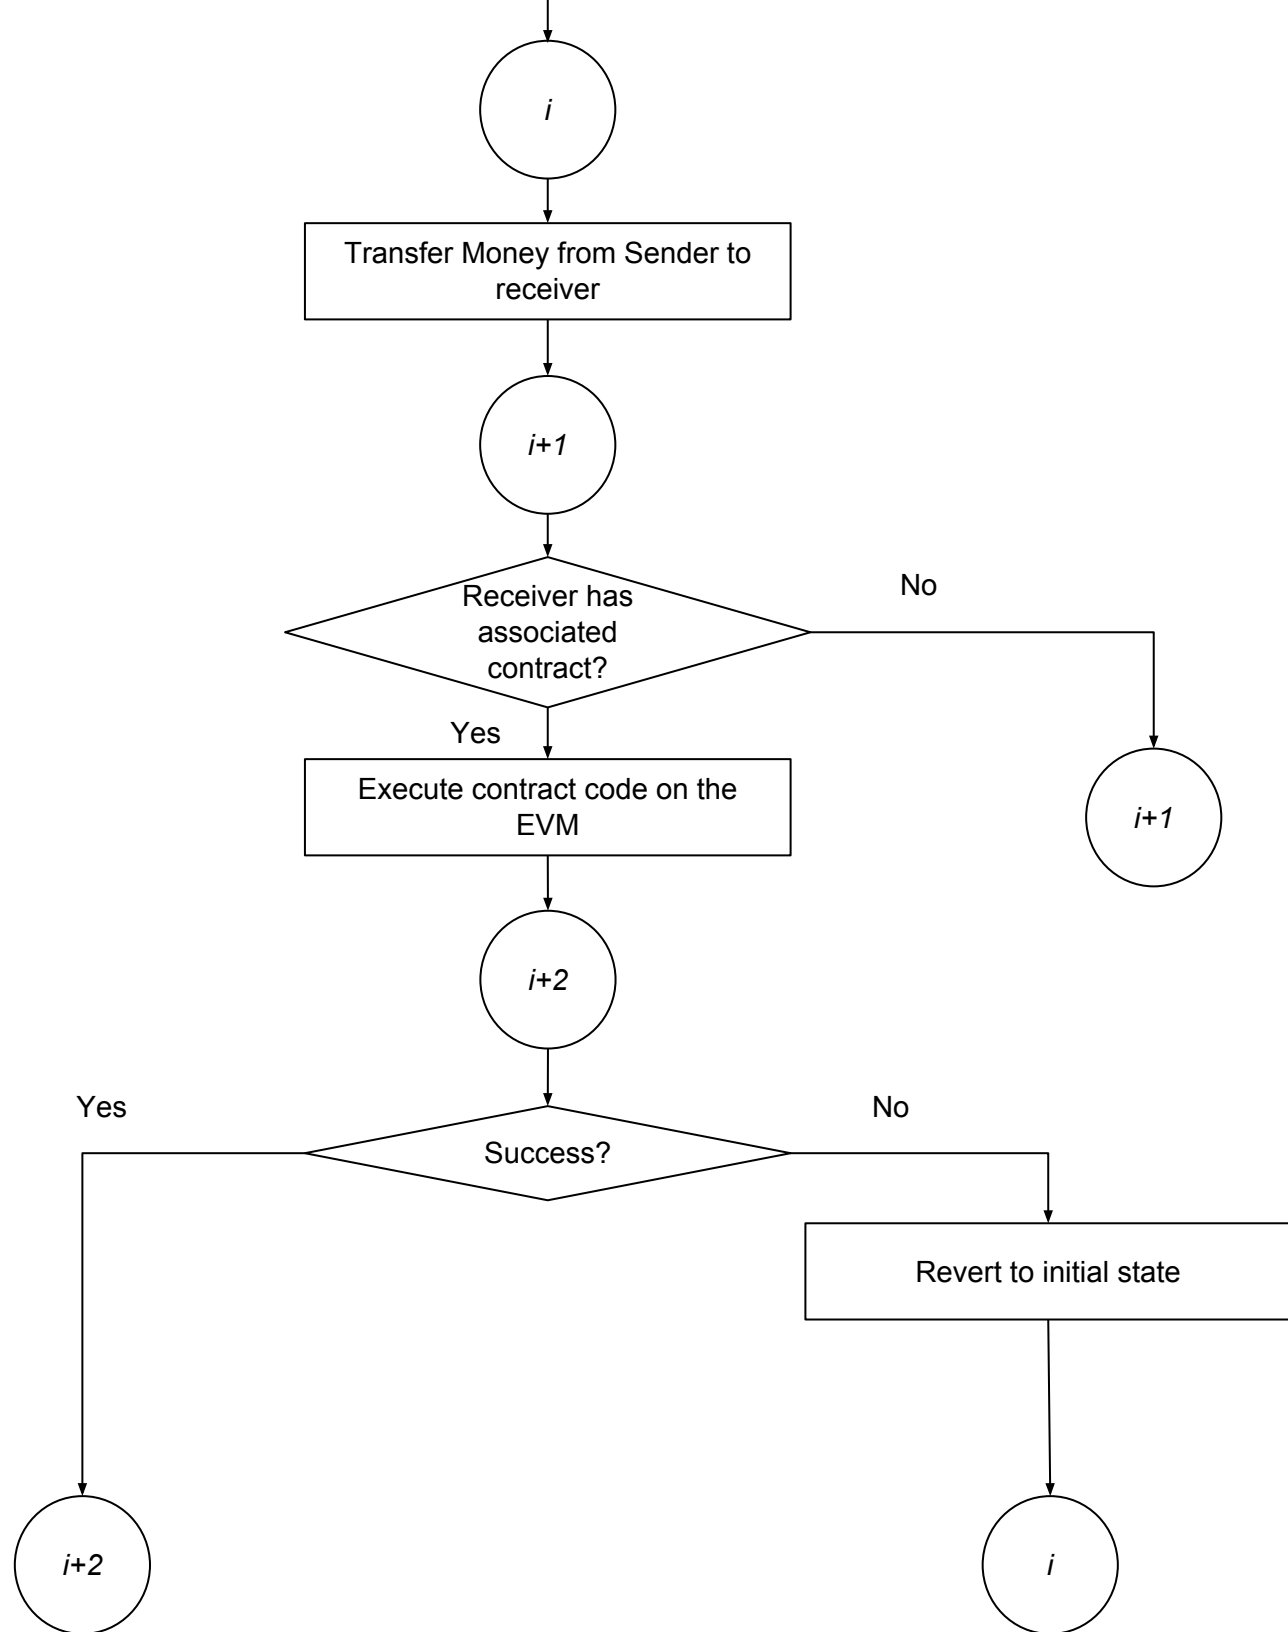 i
Transfer Money from Sender to
receiver
i+1
Receiver has
associated
contract?
No
Yes
Execute contract code on the
EVM
i+1
i+2
Yes
No
Success?
Revert to initial state
i+2
i